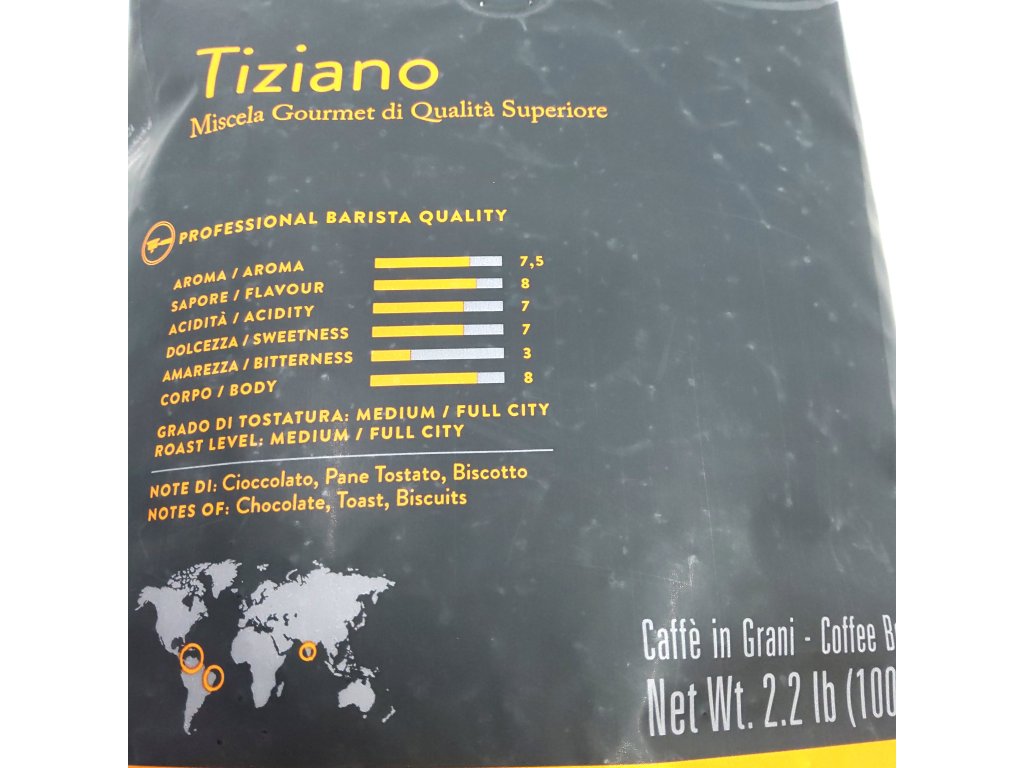 Tiziano
Miscela Gourmet di Qualità Superiore
PROFESSIONAL BARISTA QUALITY
AROMA / AROMA 7,5
SAPORE / FLAVOUR 8
ACIDITÀ / ACIDITY 7
DOLCEZZA / SWEETNESS 7
AMAREZZA / BITTERNESS 3
CORPO / BODY 8
GRADO DI TOSTATURA: MEDIUM / FULL CITY
ROAST LEVEL: MEDIUM / FULL CITY
NOTE DI: Cioccolato, Pane Tostato, Biscotto
NOTES OF: Chocolate, Toast, Biscuits
Caffè in Grani - Coffee
Net Wt. 2.2 lb (100